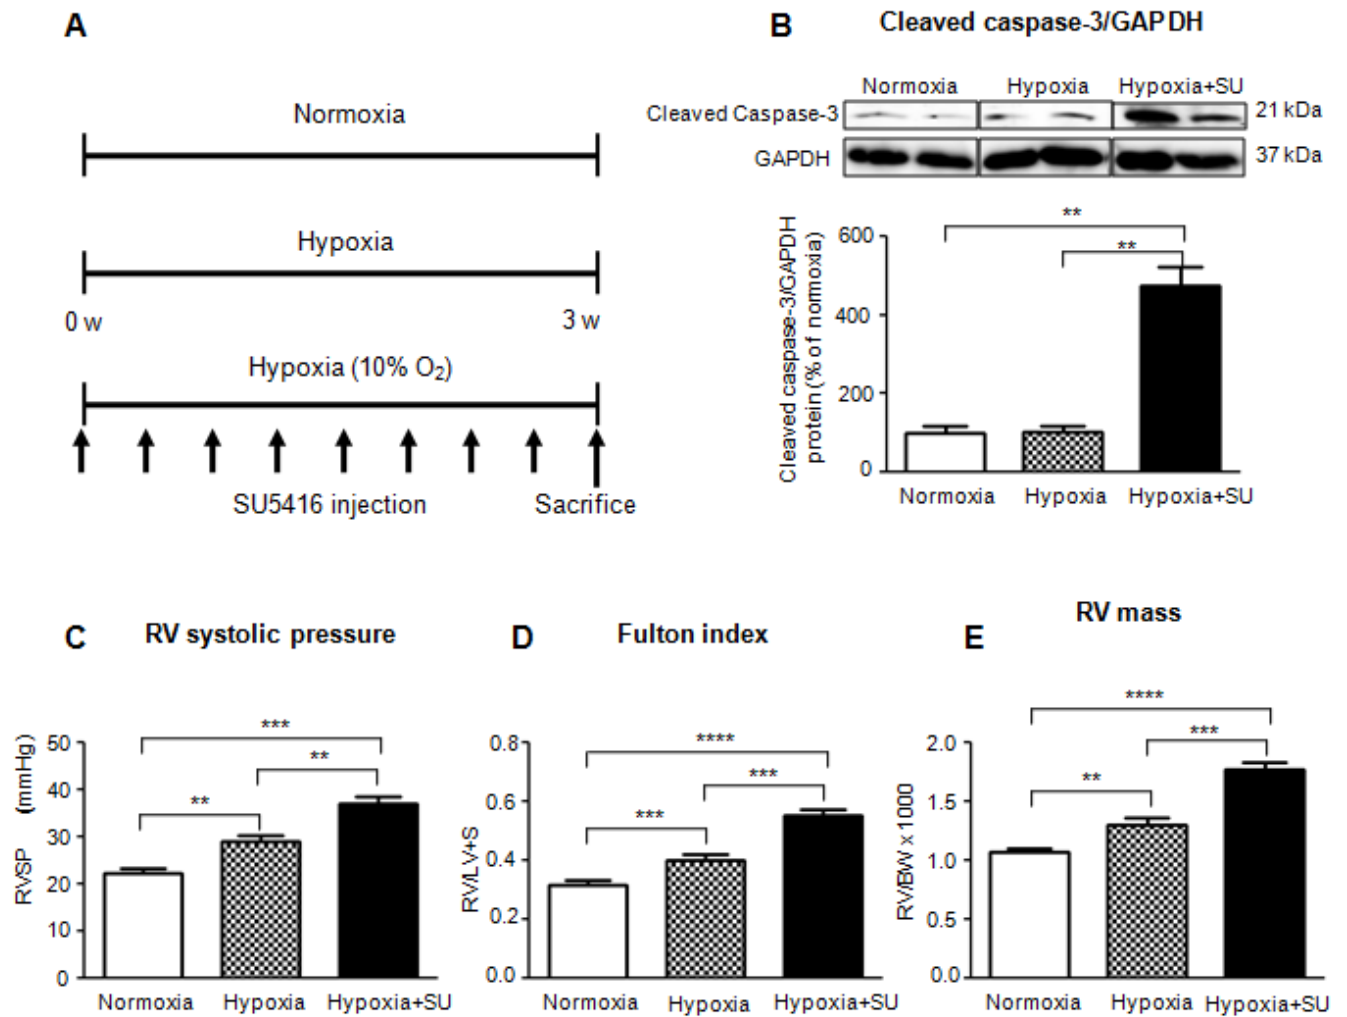 A
Normoxia
Hypoxia
0 w
3 w
Hypoxia (10% O₂)
SU5416 injection
Sacrifice
B
Cleaved caspase-3/GAPDH
Normoxia
Hypoxia
Hypoxia+SU
Cleaved Caspase-3
21 kDa
GAPDH
37 kDa
Cleaved caspase-3/GAPDH
protein (% of normoxia)
600
400
200
0
**
**
Normoxia
Hypoxia
Hypoxia+SU
C
RV systolic pressure
RVSP (mmHg)
50
40
30
20
10
0
***
**
**
Normoxia
Hypoxia
Hypoxia+SU
D
Fulton index
RV/LV+S
0.8
0.6
0.4
0.2
0.0
****
***
***
Normoxia
Hypoxia
Hypoxia+SU
E
RV mass
RV/BW x 1000
2.0
1.5
1.0
0.5
0.0
****
***
**
Normoxia
Hypoxia
Hypoxia+SU